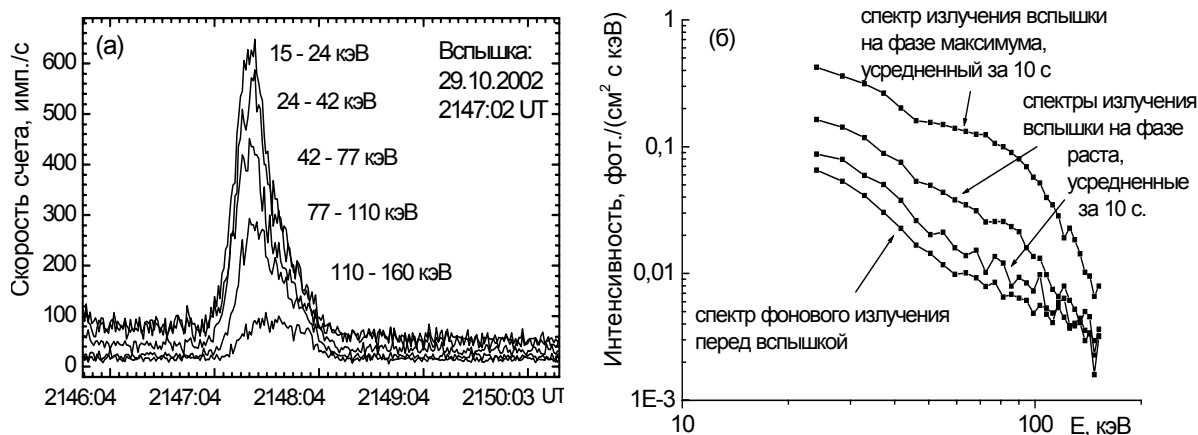 (а)
15 - 24 кэВ
24 - 42 кэВ
42 - 77 кэВ
77 - 110 кэВ
110 - 160 кэВ
Вспышка:
29.10.2002
2147:02 UT
Скорость счета, имп./с
600
500
400
300
200
100
0
2146:04 2147:04 2148:04 2149:04 2150:03 UT
(б)
спектр излучения вспышки
на фазе максимума,
усредненный за 10 с
спектры излучения
вспышки на фазе
раста,
усредненные
за 10 с.
спектр фонового излучения
перед вспышкой
Интенсивность, фот./(см² с кэВ)
1
0,1
0,01
1E-3
10 100
E, кэВ